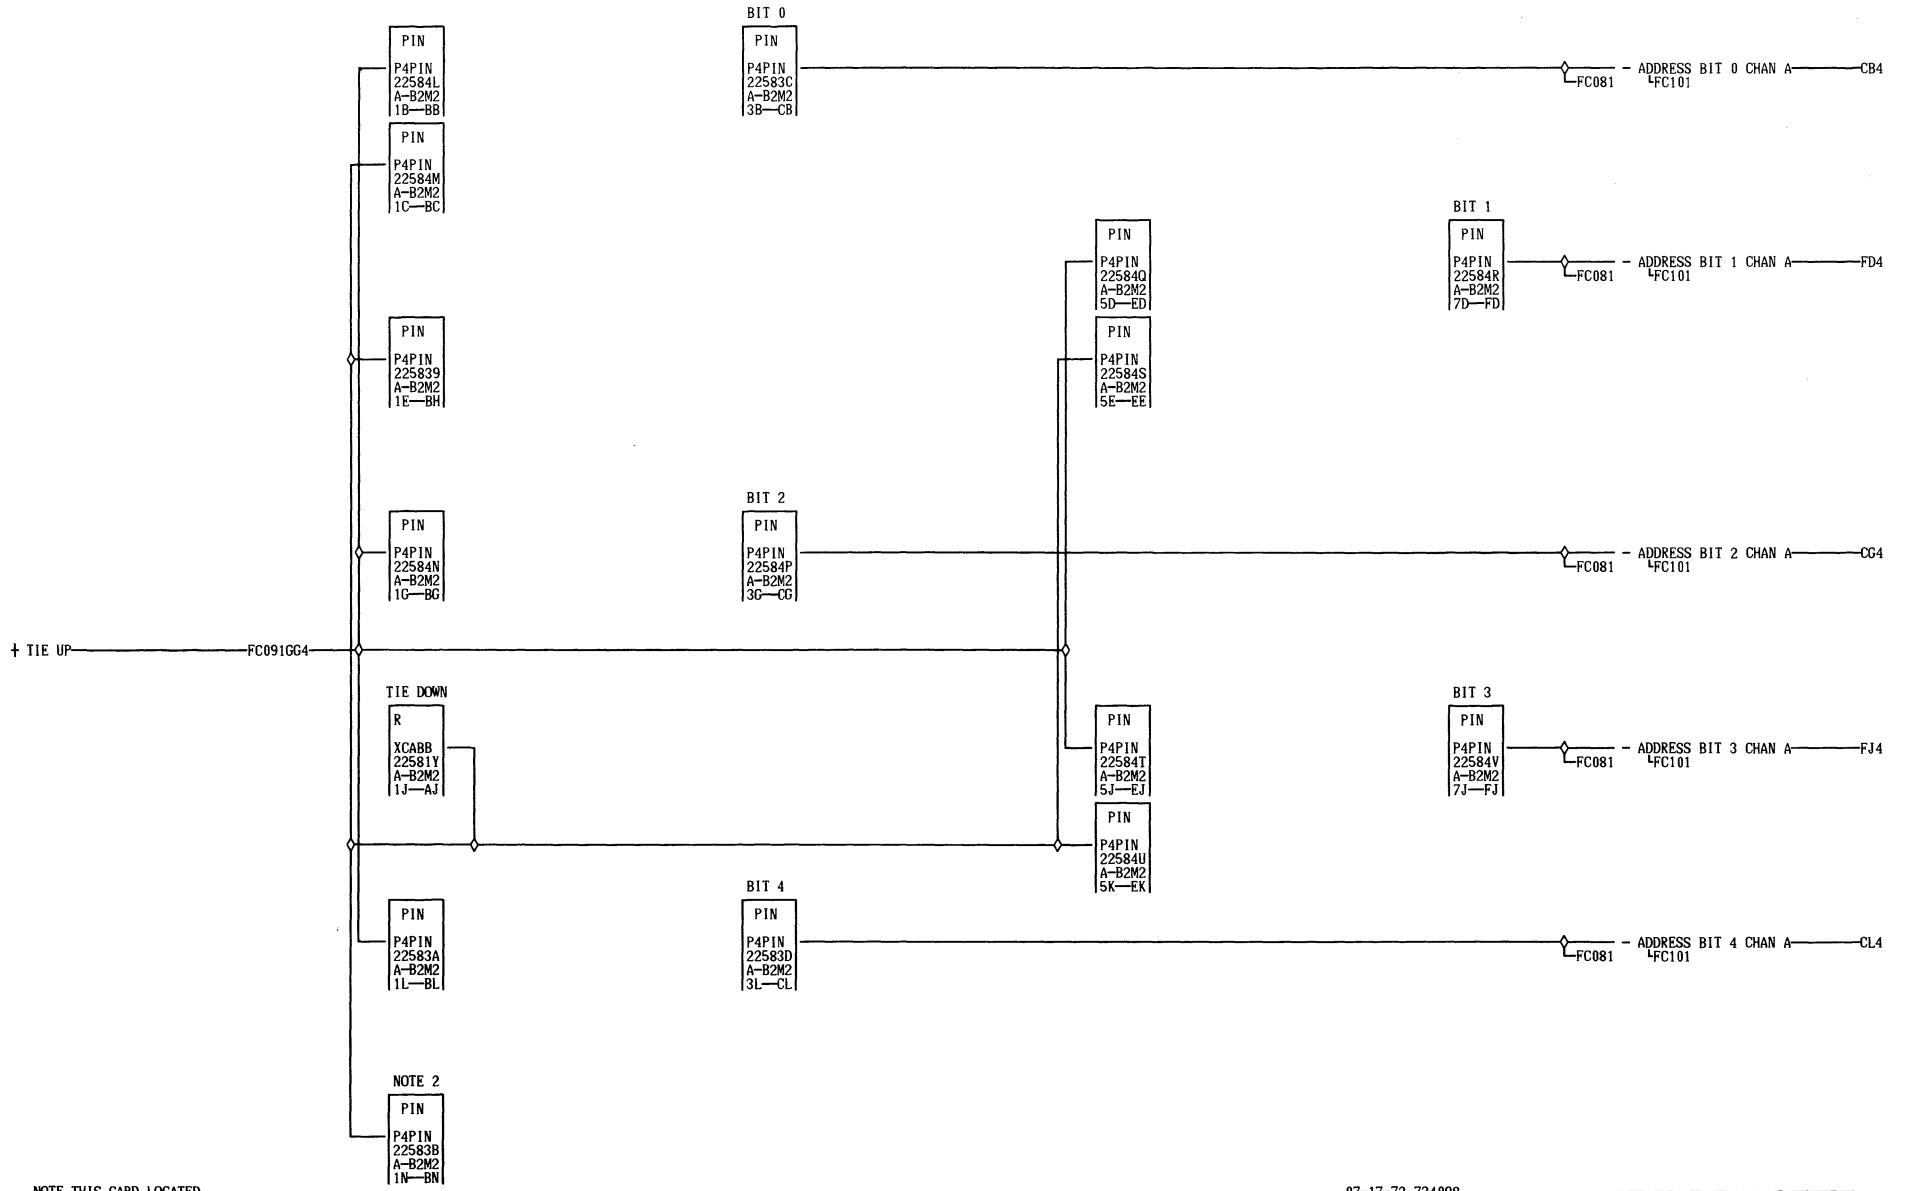 BIT 0
PIN
P4PIN
22584L
A-B2M2
1B—BB
PIN
P4PIN
22583C
A-B2M2
3B—CB
FC081
- ADDRESS BIT 0 CHAN A
FC101
CB4
PIN
P4PIN
22584M
A-B2M2
1C—BC
BIT 1
PIN
P4PIN
22584Q
A-B2M2
5D—ED
PIN
P4PIN
22584R
A-B2M2
7D—FD
FC081
- ADDRESS BIT 1 CHAN A
FC101
FD4
PIN
P4PIN
225839
A-B2M2
1E—BH
PIN
P4PIN
22584S
A-B2M2
5E—EE
BIT 2
PIN
P4PIN
22584N
A-B2M2
1G—BG
PIN
P4PIN
22584P
A-B2M2
3G—CG
FC081
- ADDRESS BIT 2 CHAN A
FC101
CG4
+ TIE UP
FC091GG4
TIE DOWN
R
XCABB
22581Y
A-B2M2
1J—AJ
BIT 3
PIN
P4PIN
22584T
A-B2M2
5J—EJ
PIN
P4PIN
22584V
A-B2M2
7J—FJ
FC081
- ADDRESS BIT 3 CHAN A
FC101
FJ4
PIN
P4PIN
22584U
A-B2M2
5K—EK
BIT 4
PIN
P4PIN
22583A
A-B2M2
1L—BL
PIN
P4PIN
22583D
A-B2M2
3L—CL
FC081
- ADDRESS BIT 4 CHAN A
FC101
CL4
NOTE 2
PIN
P4PIN
22583B
A-B2M2
1N—BN
NOTE THIS CARD LOCATED